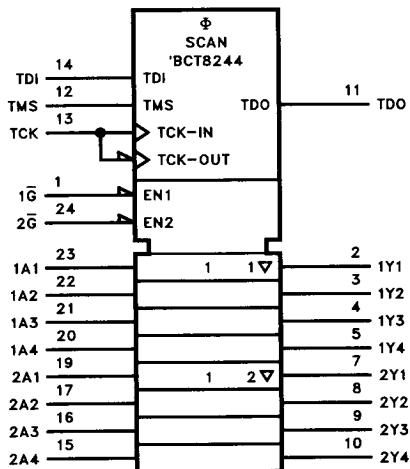 Φ
SCAN
'BCT8244
TDI 14 TDI
TMS 12 TMS TDO 11 TDO
TCK 13 TCK-IN
TCK-OUT
1G̅ 1 EN1
2G̅ 24 EN2
1A1 23 1 1▽ 2 1Y1
1A2 22 3 1Y2
1A3 21 4 1Y3
1A4 20 5 1Y4
2A1 19 1 2▽ 7 2Y1
2A2 17 8 2Y2
2A3 16 9 2Y3
2A4 15 10 2Y4